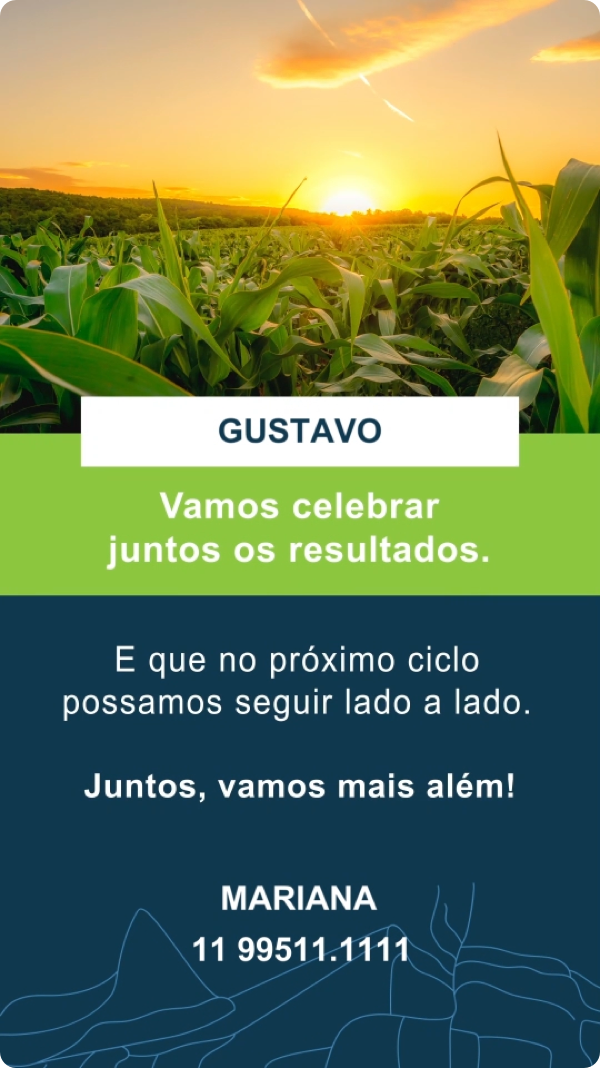 GUSTAVO
Vamos celebrar
juntos os resultados.
E que no próximo ciclo
possamos seguir lado a lado.
Juntos, vamos mais além!
MARIANA
11 99511.1111